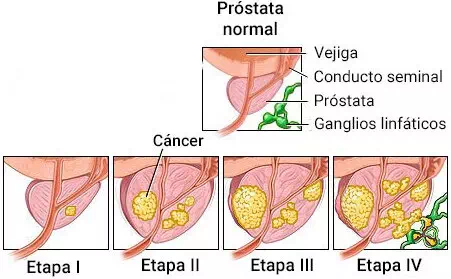 Próstata
normal
Vejiga
Conducto seminal
Próstata
Ganglios linfáticos
Cáncer
Etapa I
Etapa II
Etapa III
Etapa IV